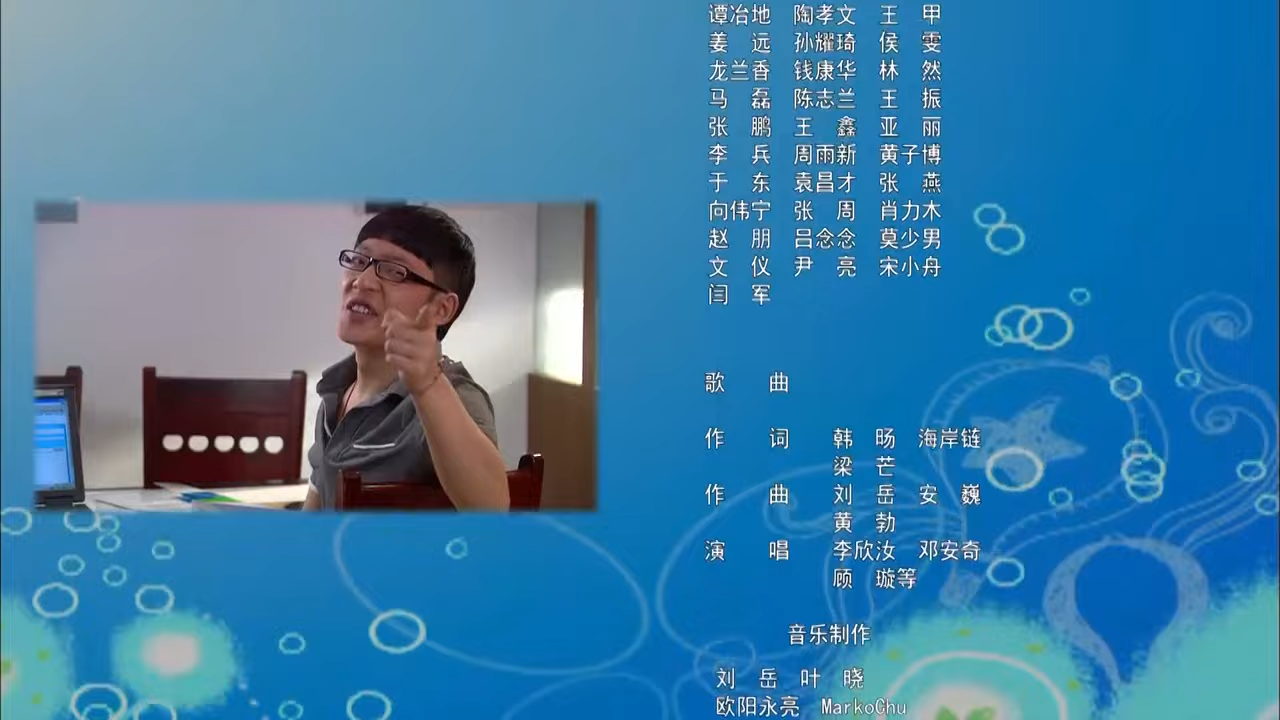 谭冶地 陶孝文 王 甲
姜 远 孙耀琦 侯 雯
龙兰香 钱康华 林 然
马 磊 陈志兰 王 振
张 鹏 王 鑫 亚 丽
李 兵 周雨新 黄子博
于 东 袁昌才 张 燕
向伟宁 张 周 肖力木
赵 朋 吕念念 莫少男
文 仪 尹 亮 宋小舟
闫 军
歌 曲
作 词 韩 旸 海岸链
梁 芒
作 曲 刘 岳 安 巍
黄 勃
演 唱 李欣汝 邓安奇
顾 璇等
音乐制作
刘 岳 叶 晓
欧阳永亮 MarkoChu